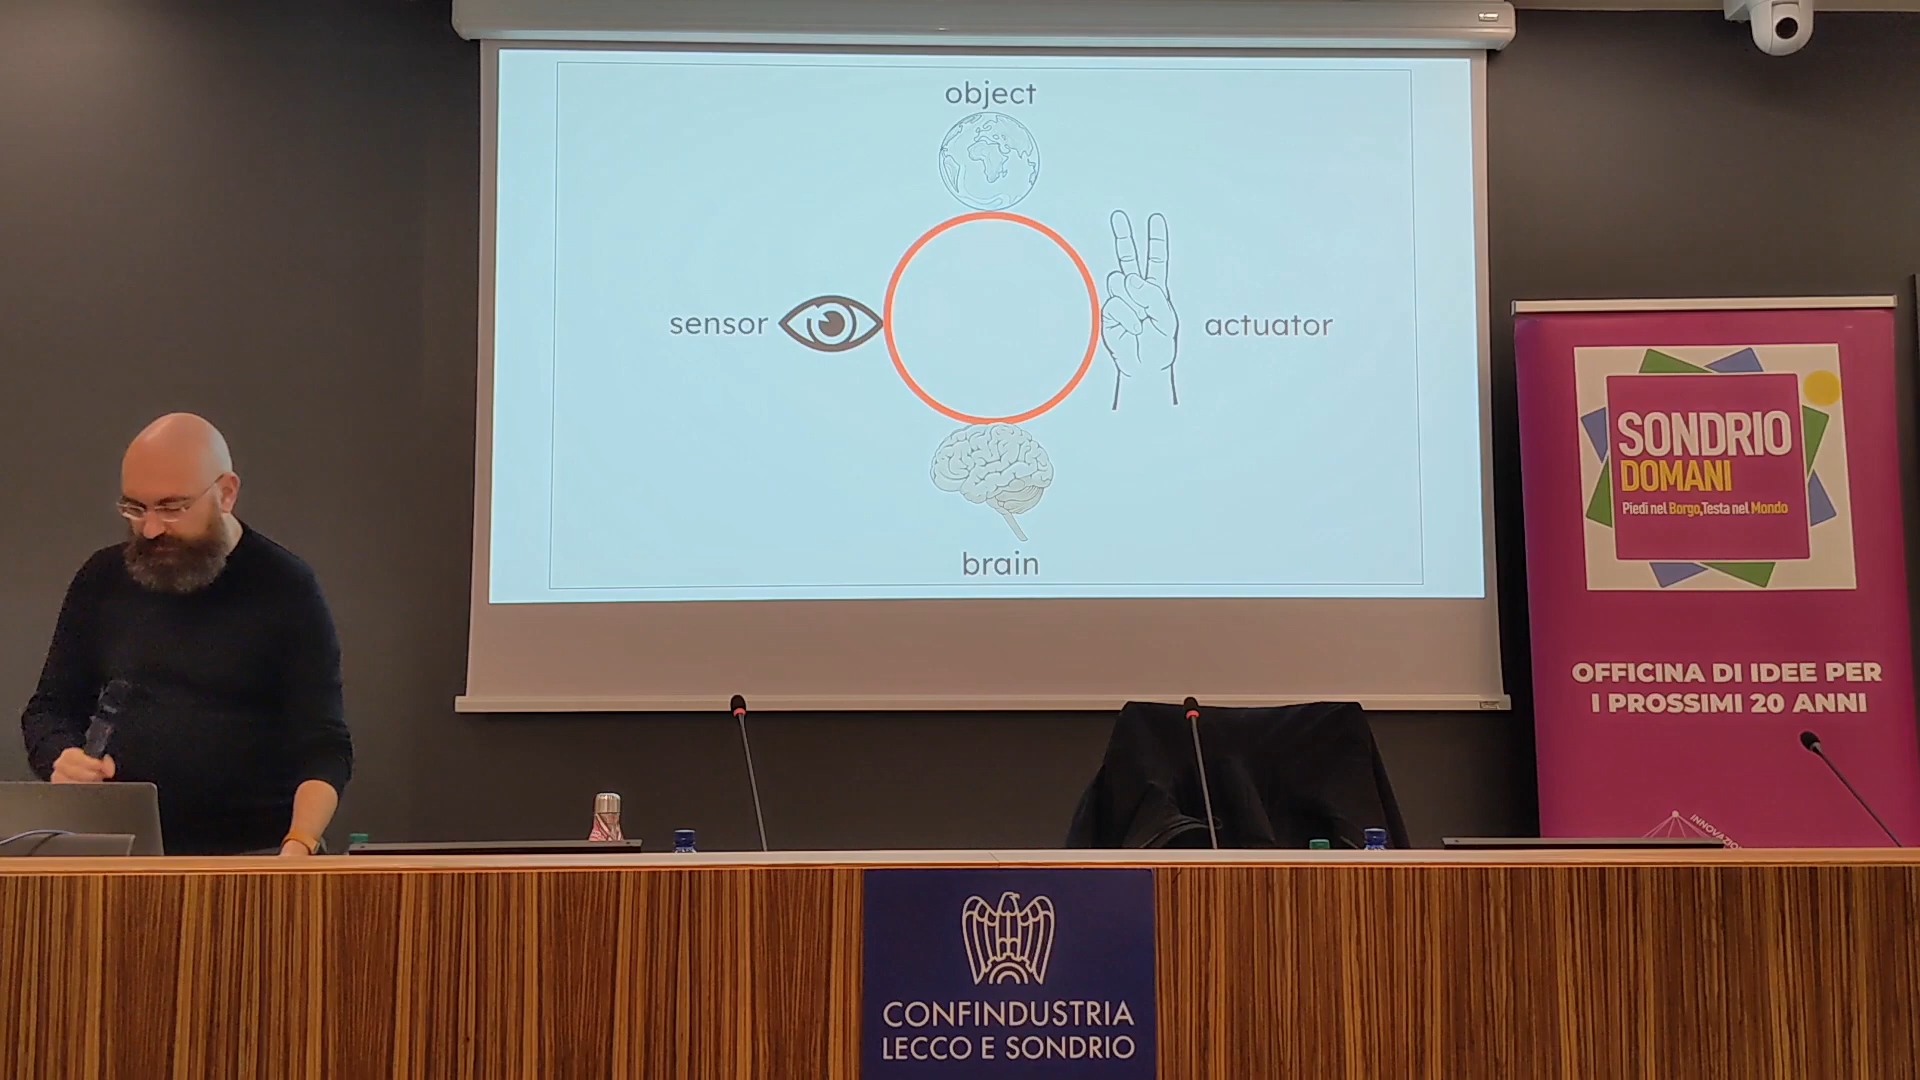 object
sensor
actuator
brain
SONDRIO
DOMANI
Piedi nel Borgo, Testa nel Mondo
OFFICINA DI IDEE PER
I PROSSIMI 20 ANNI
CONFINDUSTRIA
LECCO E SONDRIO